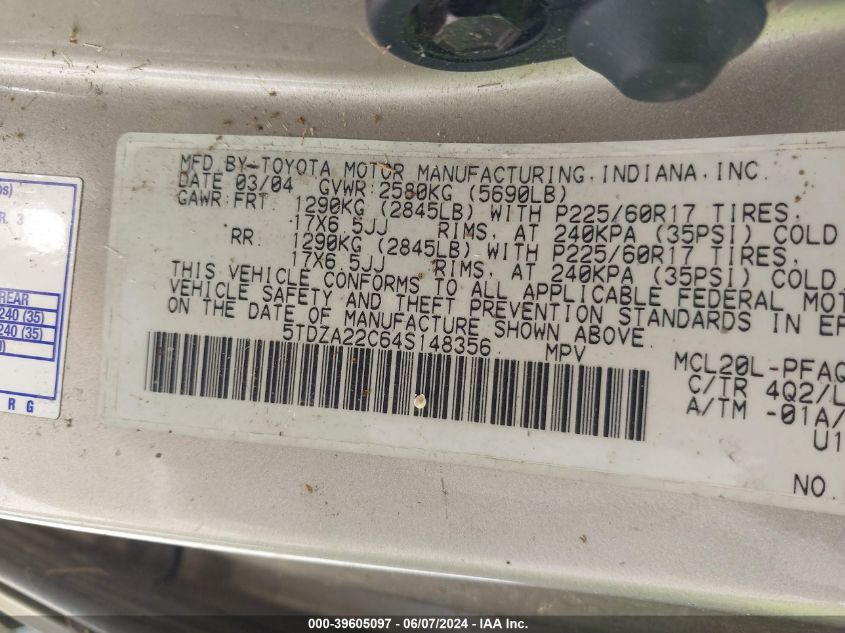 MFD BY-TOYOTA MOTOR MANUFACTURING, INDIANA, INC.
DATE 03/04 GVWR 2580KG (5690LB)
GAWR:FRT 1290KG (2845LB) WITH P225/60R17 TIRES,
17X6.5JJ RIMS, AT 240KPA (35PSI) COLD
RR: 1290KG (2845LB) WITH P225/60R17 TIRES,
17X6.5JJ RIMS, AT 240KPA (35PSI) COLD.
THIS VEHICLE CONFORMS TO ALL APPLICABLE FEDERAL MOT
VEHICLE SAFETY AND THEFT PREVENTION STANDARDS IN EF
ON THE DATE OF MANUFACTURE SHOWN ABOVE.
5TDZA22C64S148356 MPV
MCL20L-PFAQ
C/TR 4Q2/L
A/TM -01A/
U1
NO.
R. 3
REAR
240 (35)
240 (35)
R G
000-39605097 - 06/07/2024 - IAA Inc.